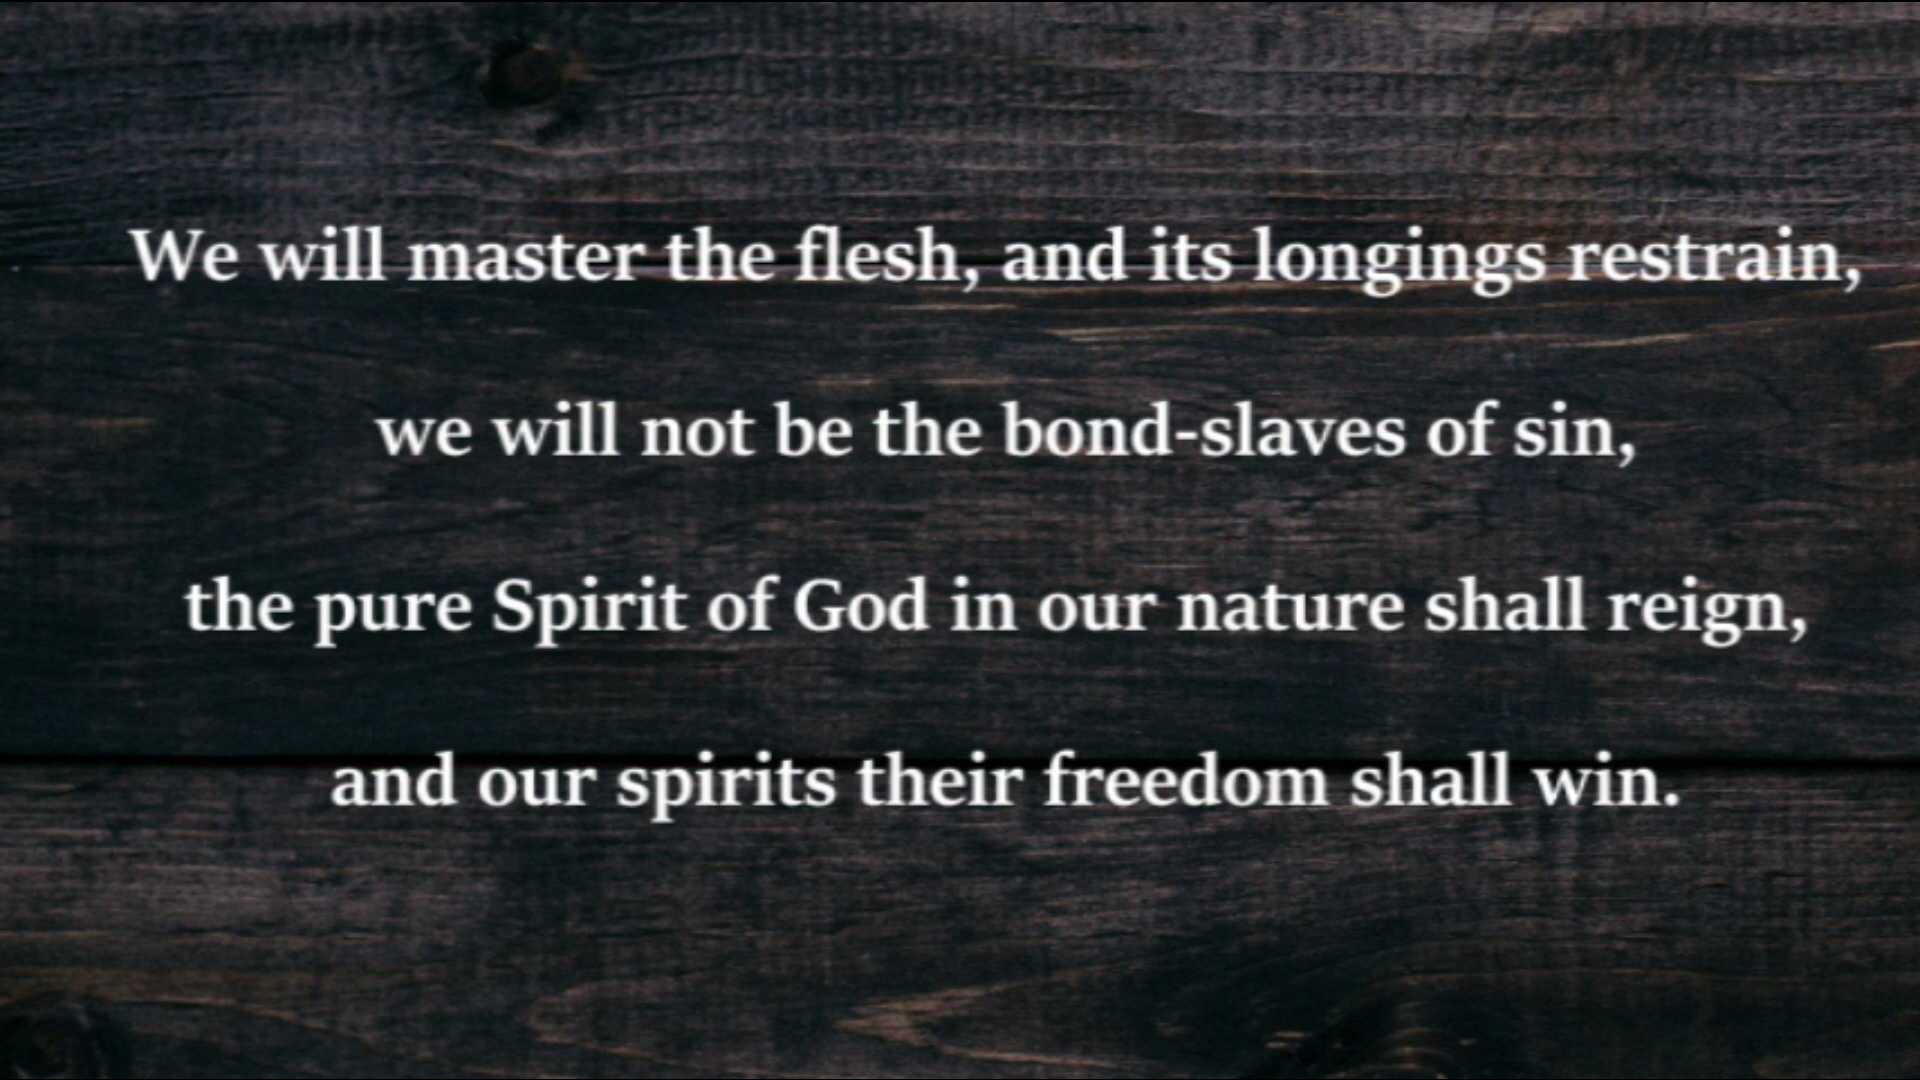 We will master the flesh, and its longings restrain,
we will not be the bond-slaves of sin,
the pure Spirit of God in our nature shall reign,
and our spirits their freedom shall win.